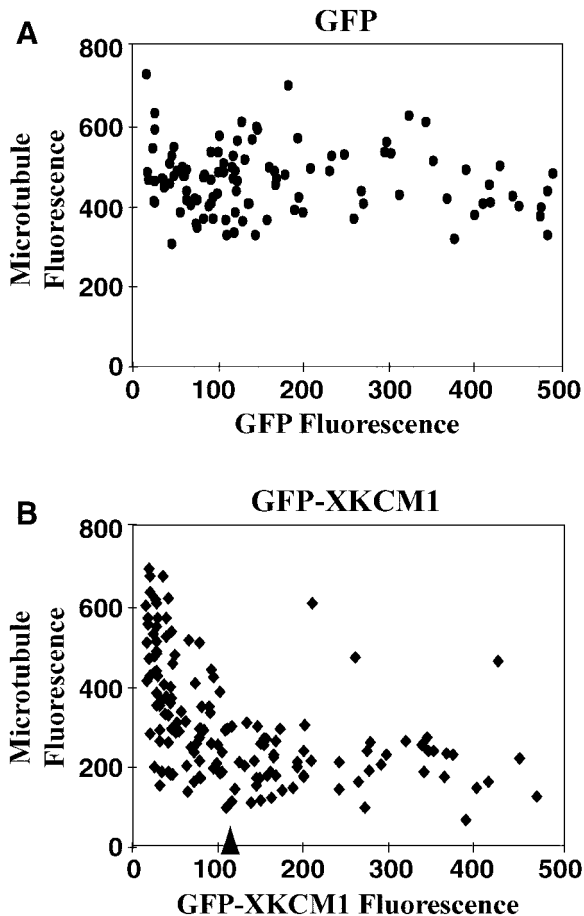 A
GFP
800
600
400
200
0
Microtubule
Fluorescence
0 100 200 300 400 500
GFP Fluorescence
B
GFP-XKCM1
800
600
400
200
0
Microtubule
Fluorescence
0 100 200 300 400 500
GFP-XKCM1 Fluorescence